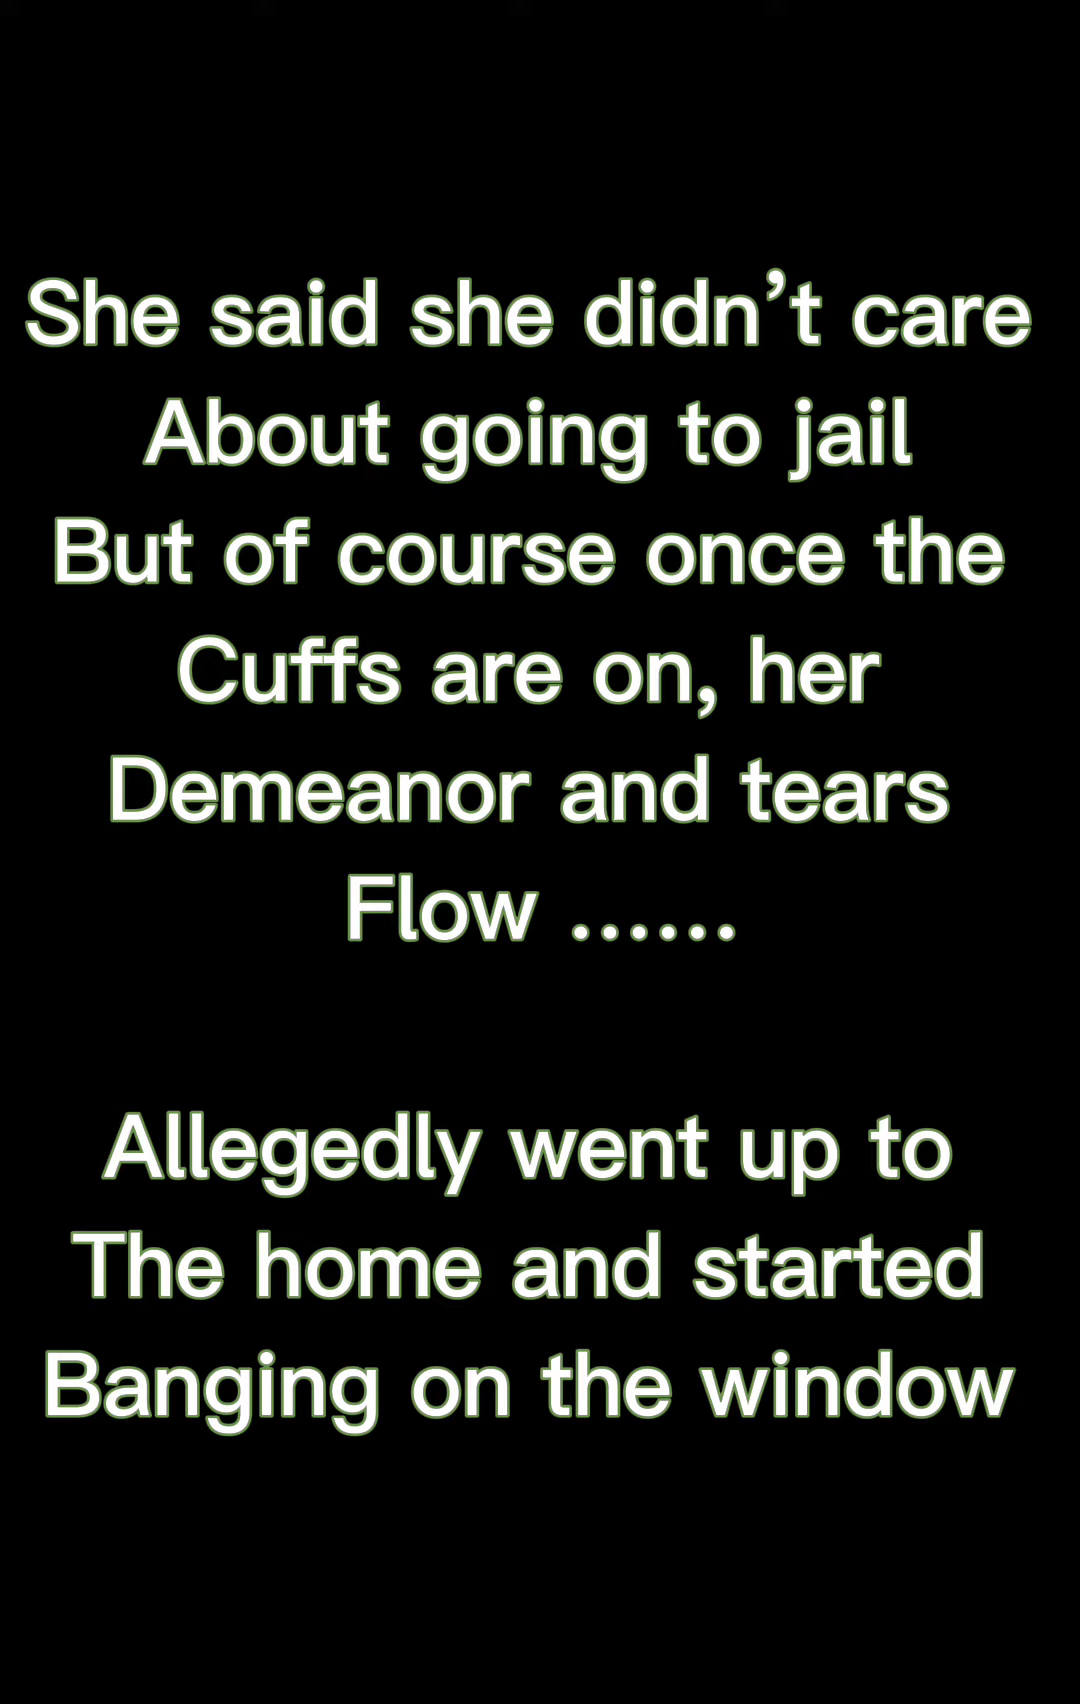 She said she didn’t care
About going to jail
But of course once the
Cuffs are on, her
Demeanor and tears
Flow ......
Allegedly went up to
The home and started
Banging on the window